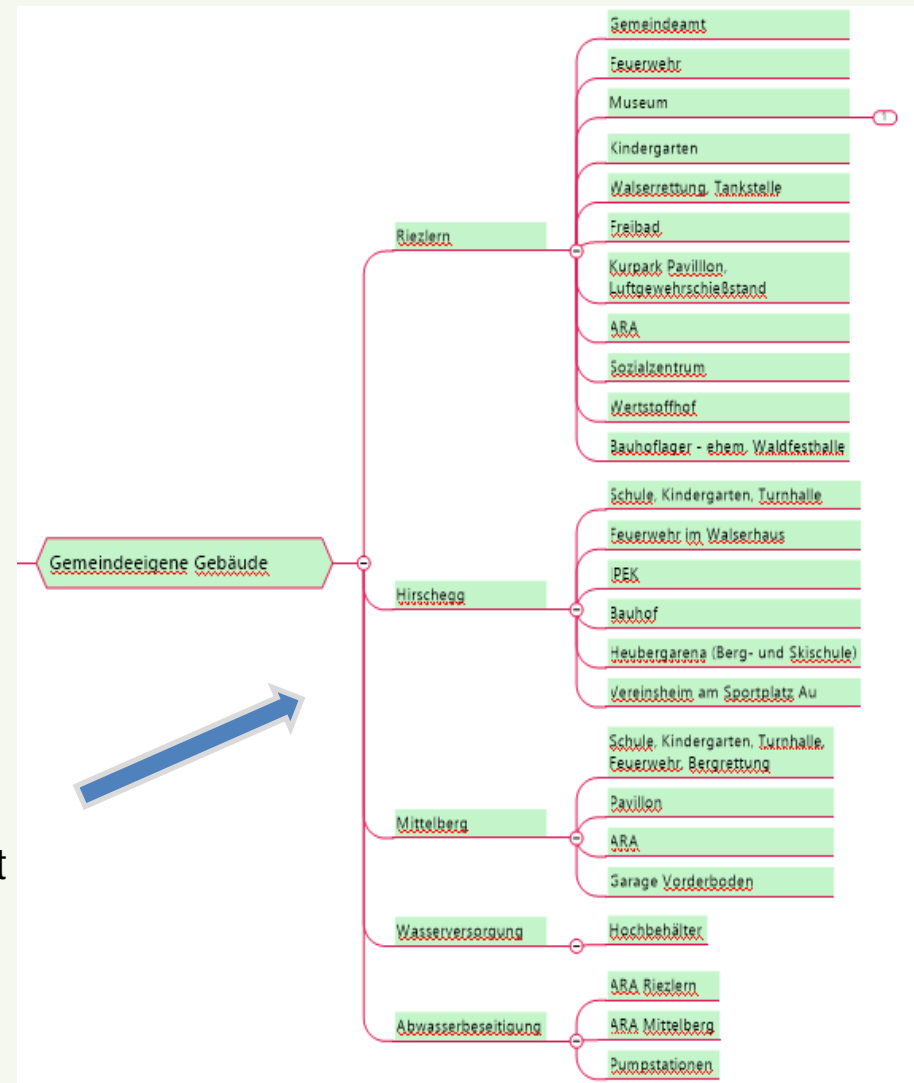 Gemeindeeigene Gebäude
Riezlern
Gemeindeamt
Feuerwehr
Museum
1
Kindergarten
Walserrettung, Tankstelle
Freibad
Kurpark Pavilllon,
Luftgewehrschießstand
ARA
Sozialzentrum
Wertstoffhof
Bauhoflager - ehem. Waldfesthalle
Hirschegg
Schule, Kindergarten, Turnhalle
Feuerwehr im Walserhaus
IPEK
Bauhof
Heubergarena (Berg- und Skischule)
Vereinsheim am Sportplatz Au
Mittelberg
Schule, Kindergarten, Turnhalle,
Feuerwehr, Bergrettung
Pavillon
ARA
Garage Vorderboden
t
Wasserversorgung
Hochbehälter
Abwasserbeseitigung
ARA Riezlern
ARA Mittelberg
Pumpstationen